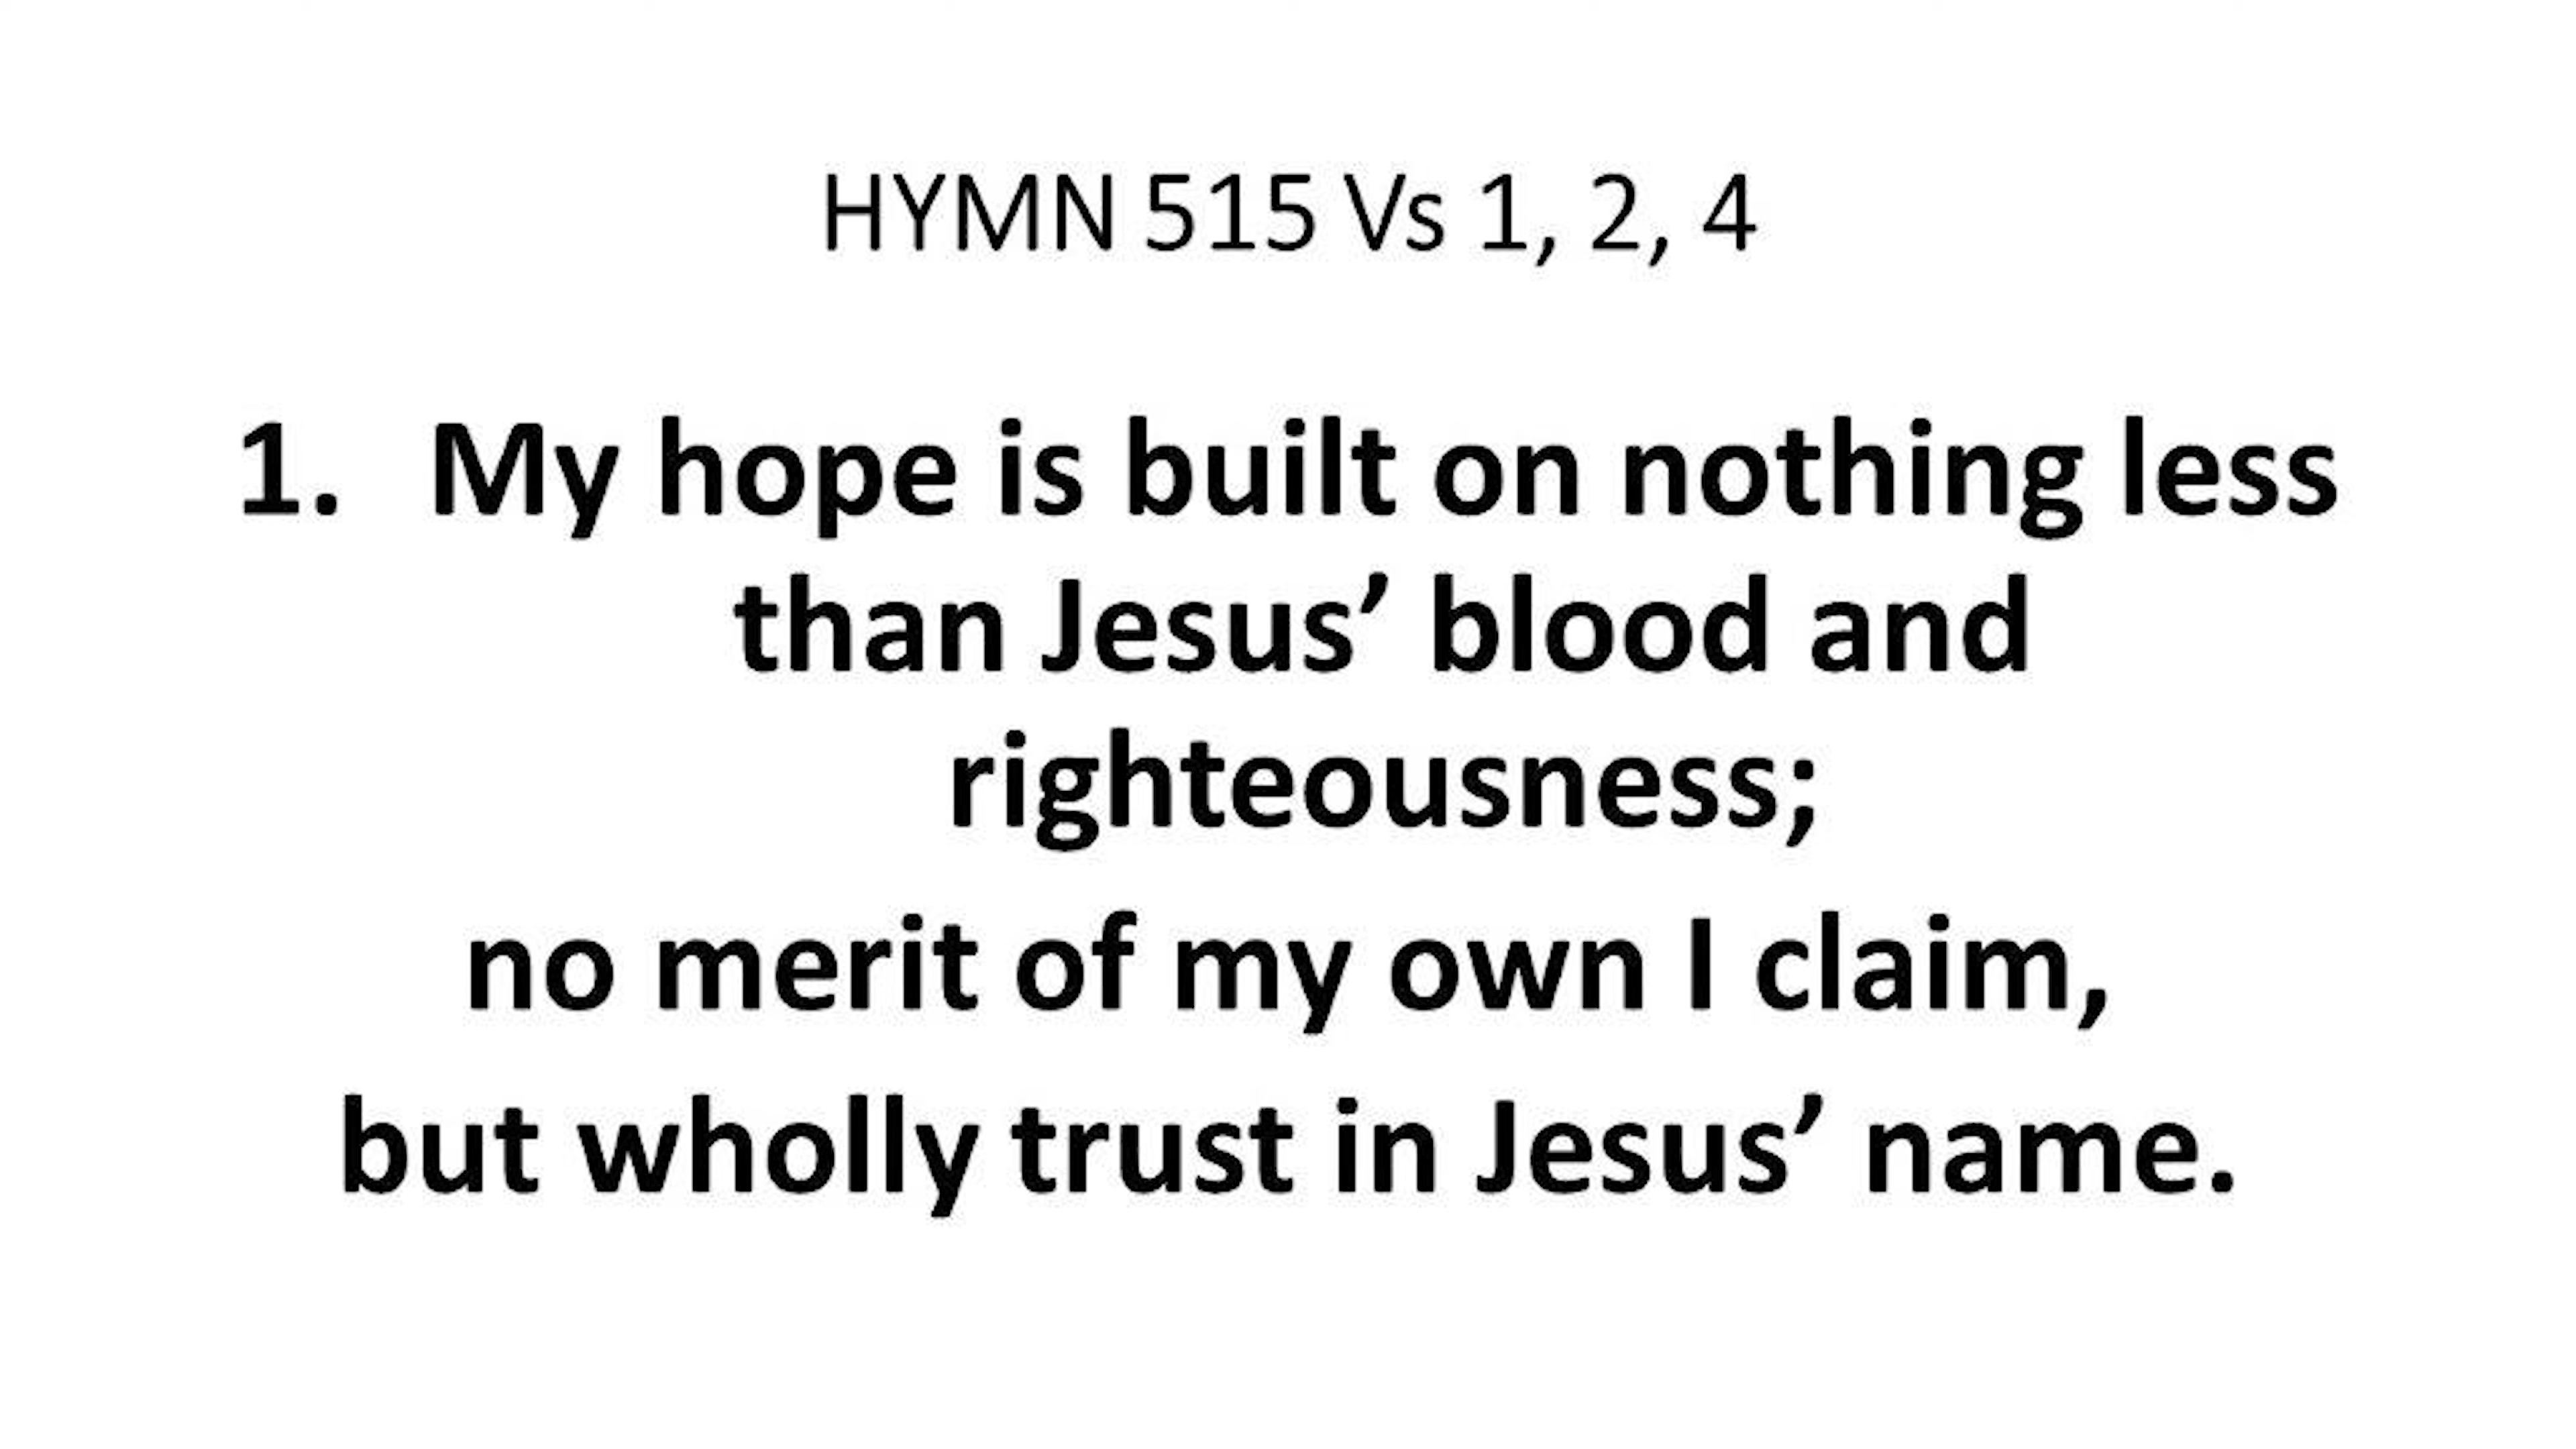 HYMN 515 Vs 1, 2, 4
1. My hope is built on nothing less
than Jesus’ blood and
righteousness;
no merit of my own I claim,
but wholly trust in Jesus’ name.